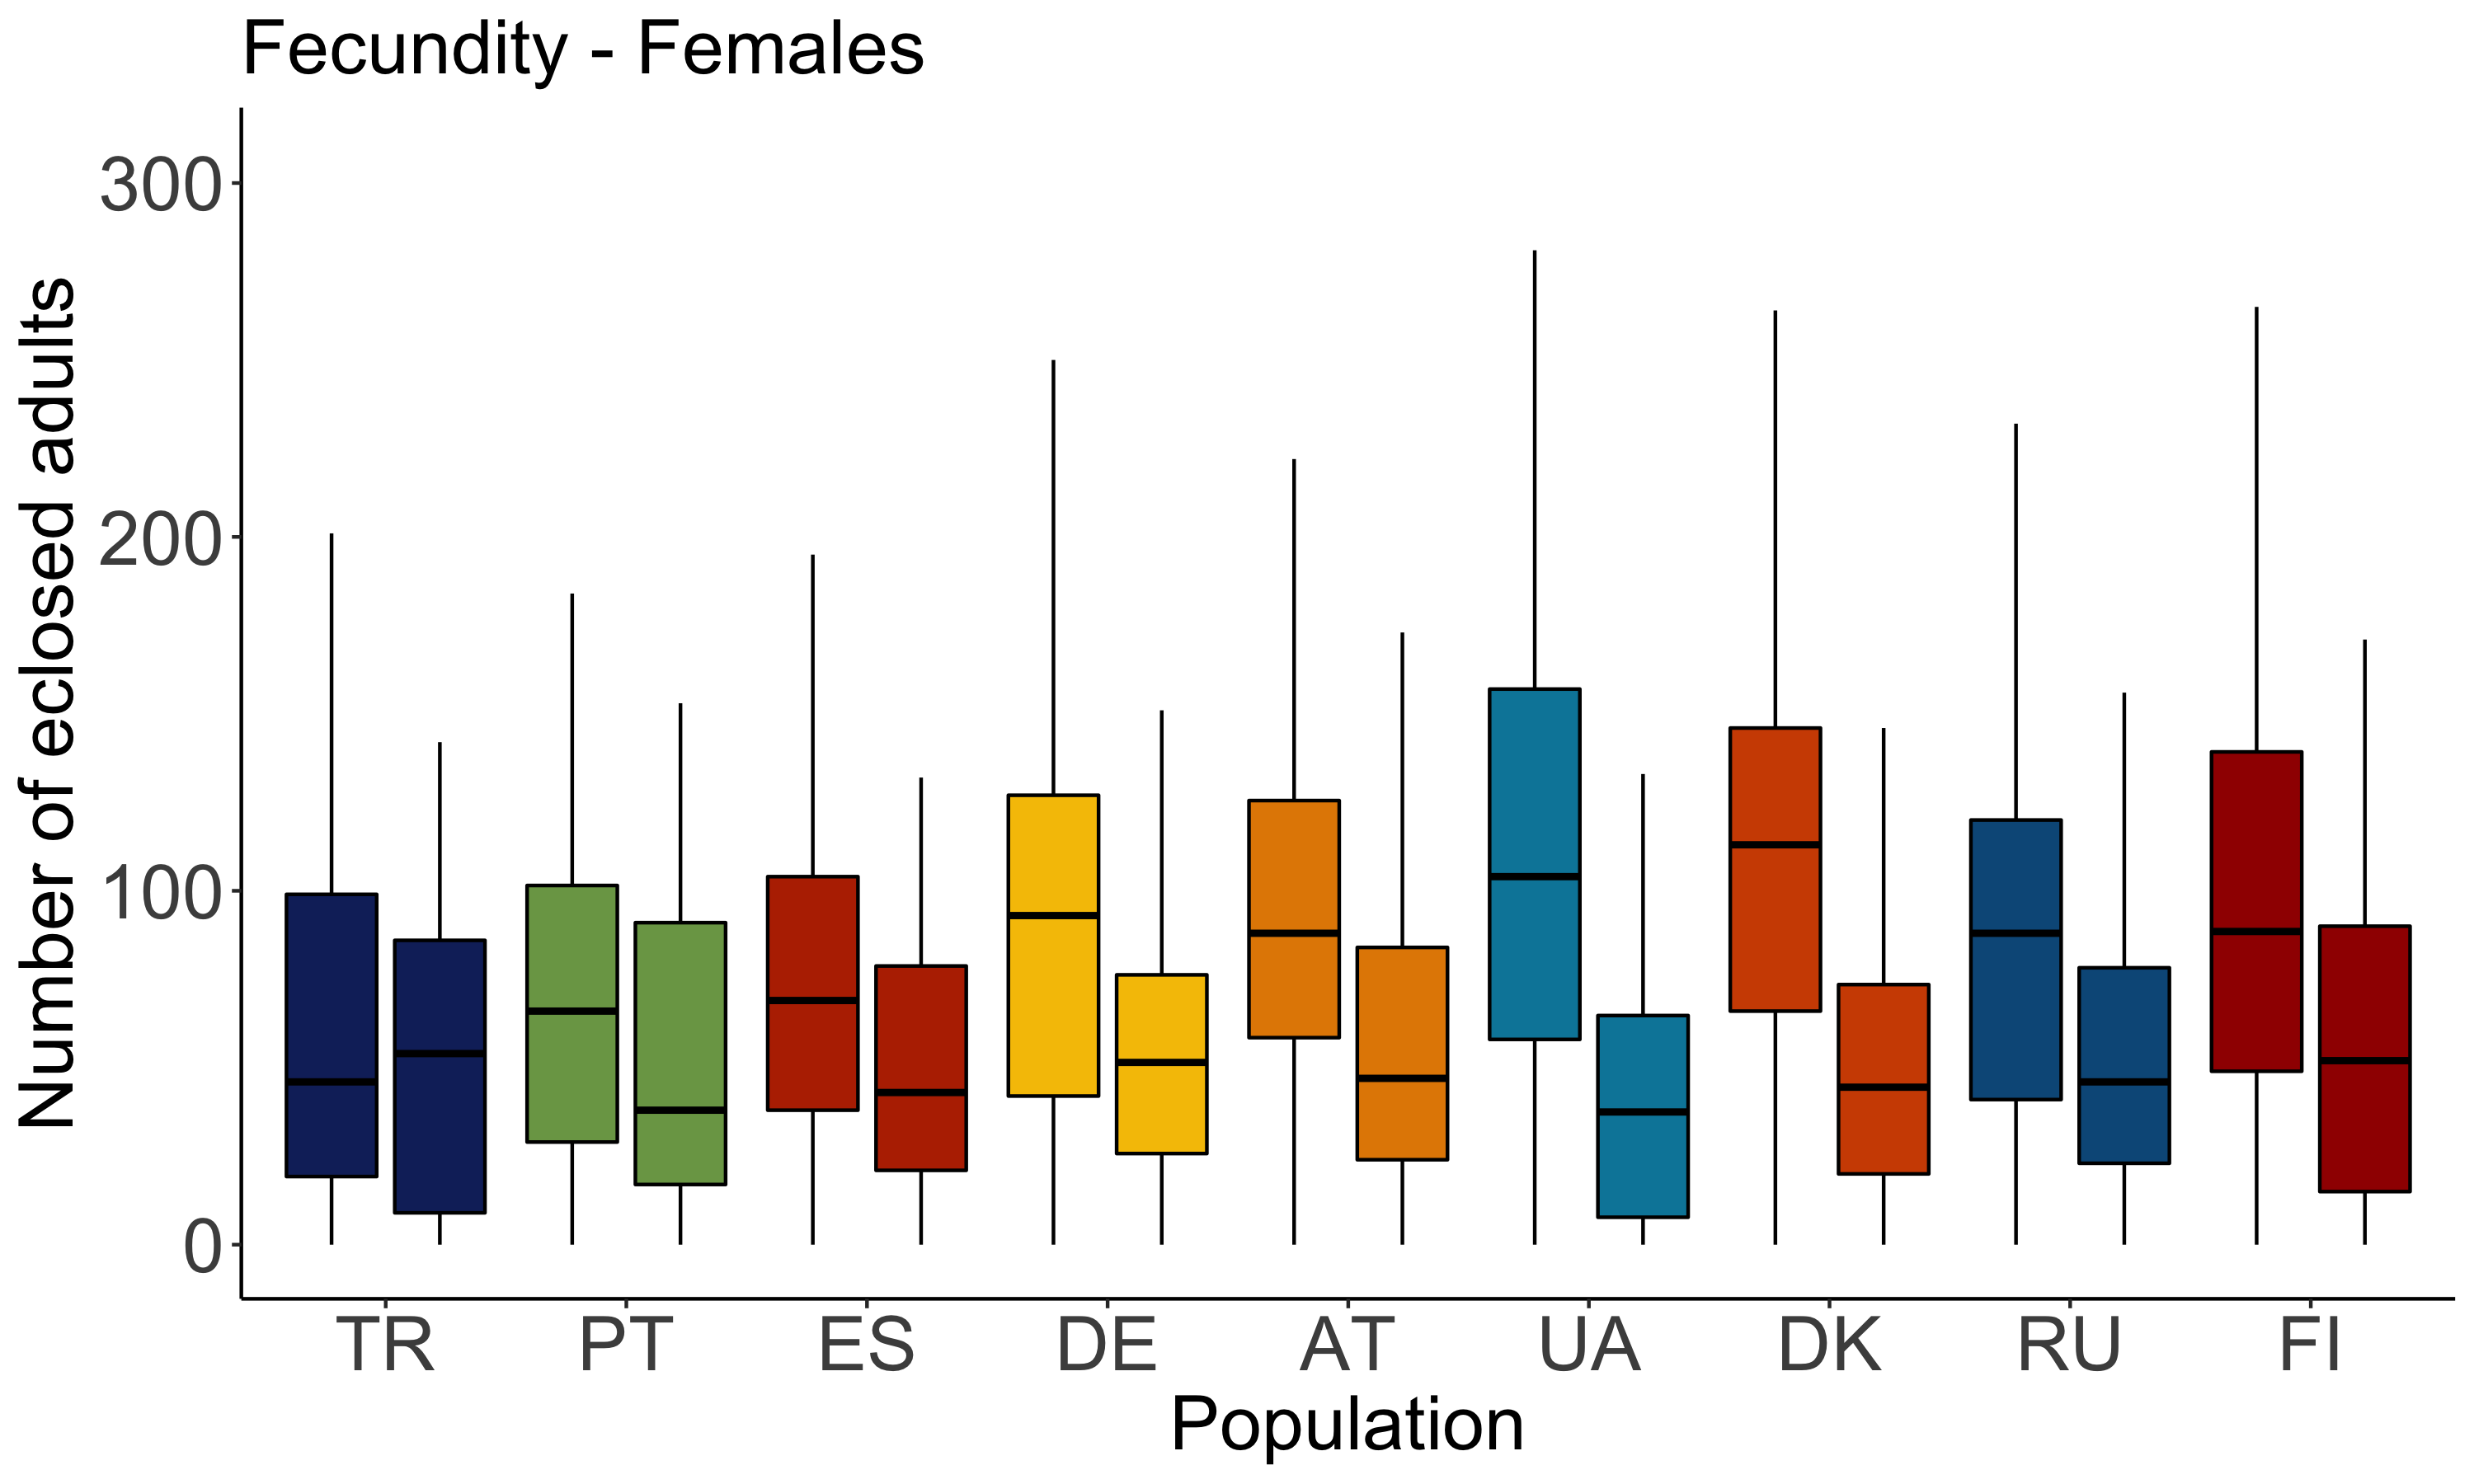 Fecundity - Females
Number of eclosed adults
300
200
100
0
TR PT ES DE AT UA DK RU FI
Population